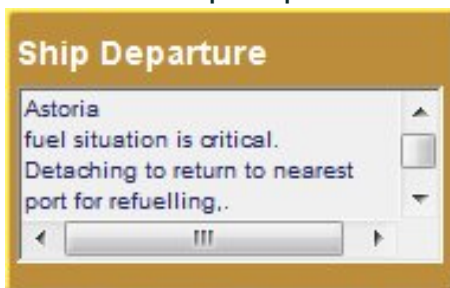 Ship Departure
Astoria
fuel situation is critical.
Detaching to return to nearest
port for refuelling,.